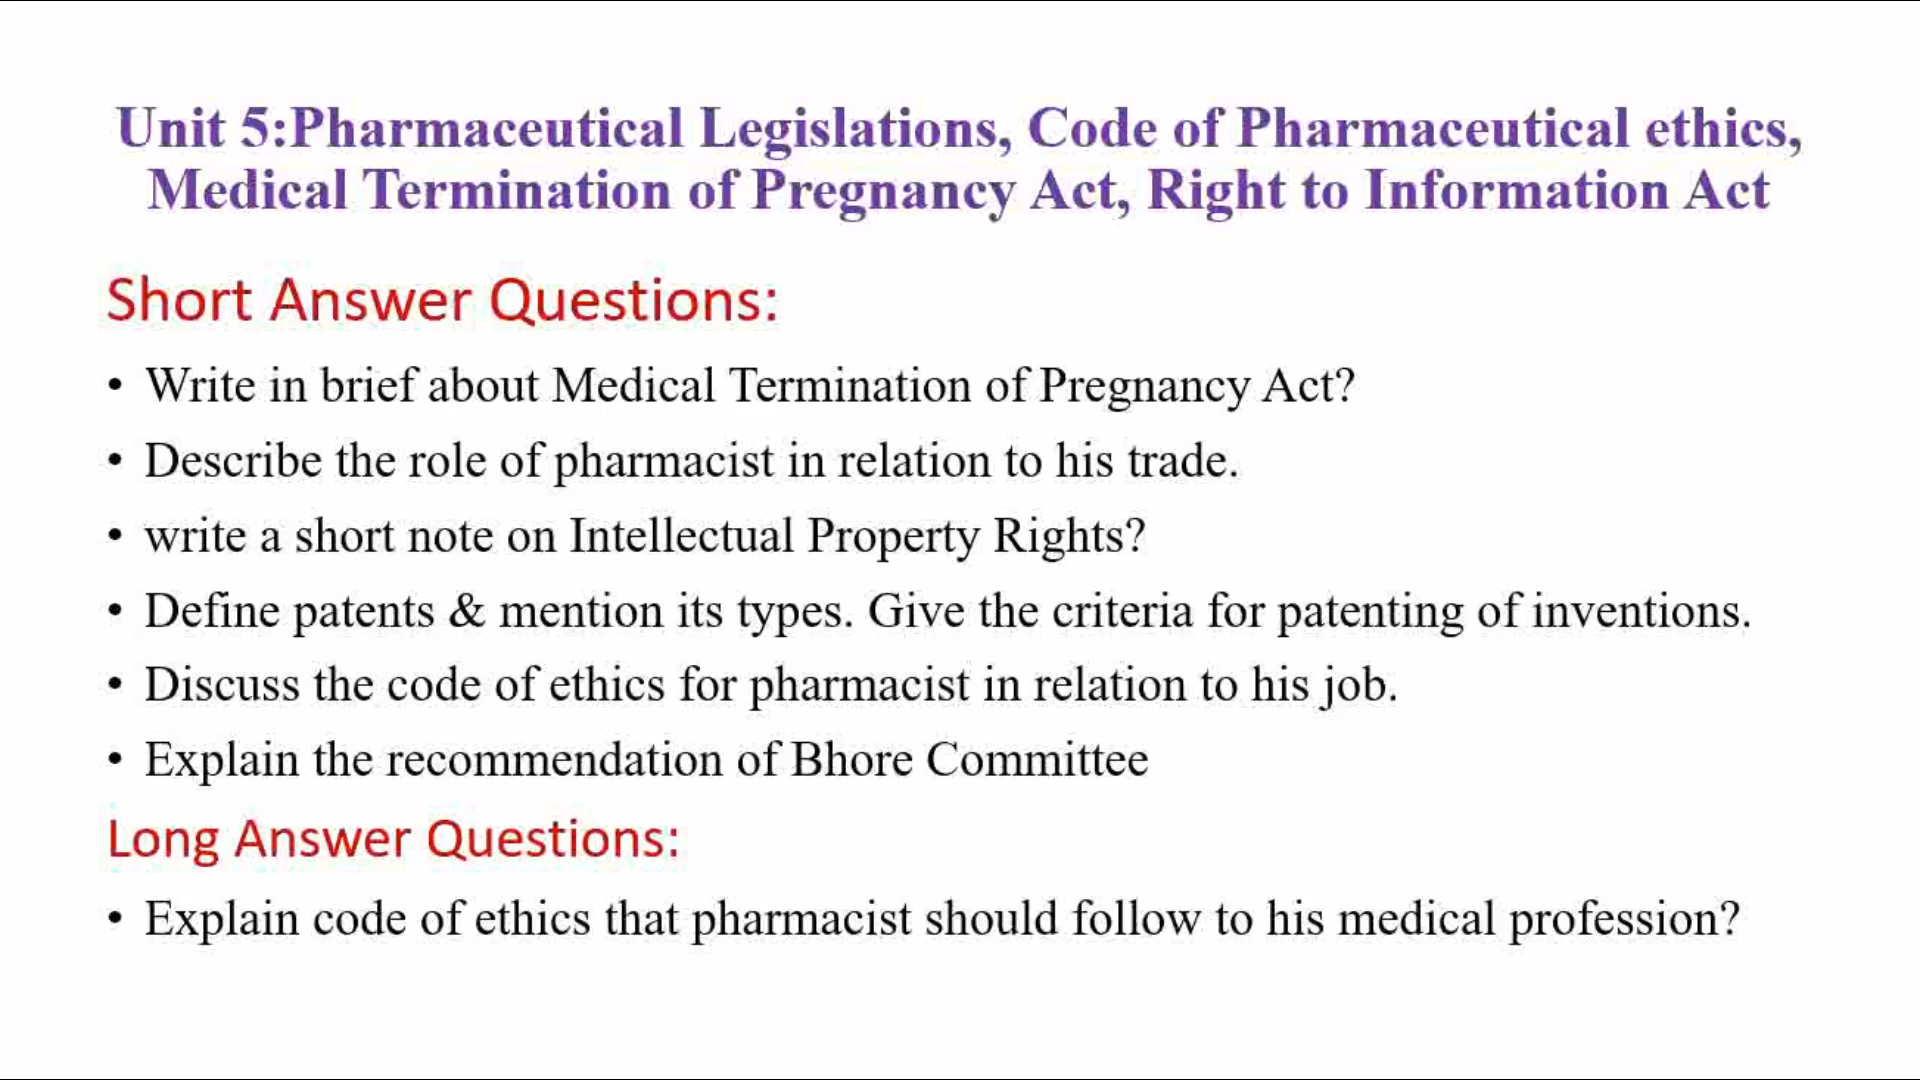 Unit 5:Pharmaceutical Legislations, Code of Pharmaceutical ethics,
Medical Termination of Pregnancy Act, Right to Information Act
Short Answer Questions:
• Write in brief about Medical Termination of Pregnancy Act?
• Describe the role of pharmacist in relation to his trade.
• write a short note on Intellectual Property Rights?
• Define patents & mention its types. Give the criteria for patenting of inventions.
• Discuss the code of ethics for pharmacist in relation to his job.
• Explain the recommendation of Bhore Committee
Long Answer Questions:
• Explain code of ethics that pharmacist should follow to his medical profession?